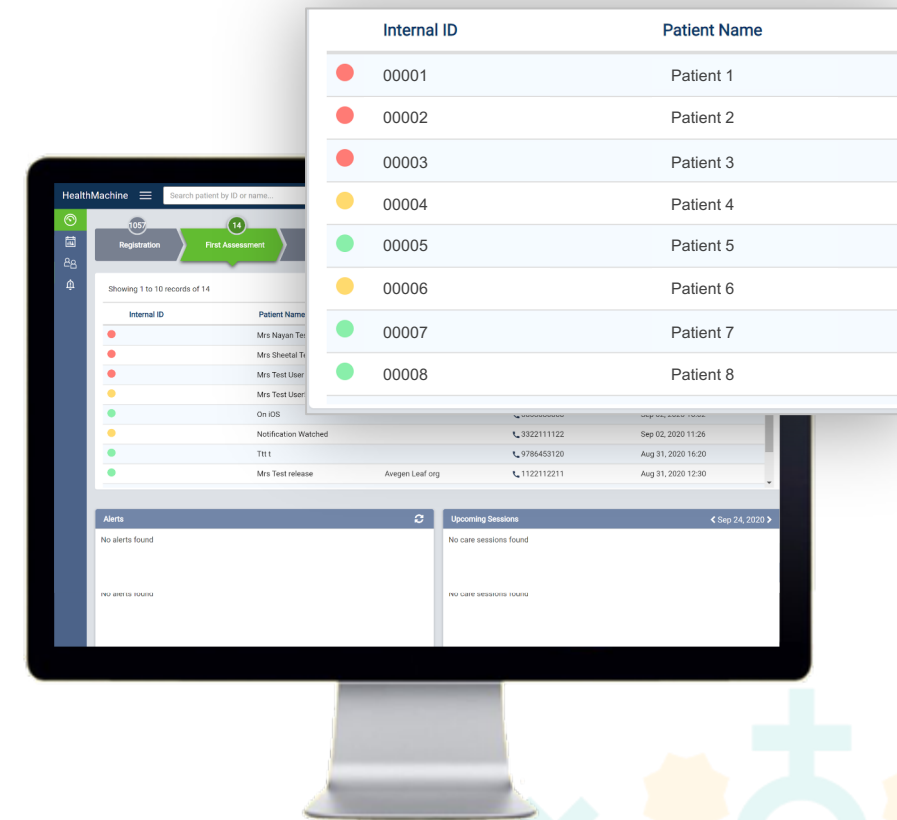 Internal ID Patient Name
00001 Patient 1
00002 Patient 2
00003 Patient 3
00004 Patient 4
00005 Patient 5
00006 Patient 6
00007 Patient 7
00008 Patient 8
HealthMachine Search patient by ID or name...
1057 14
Registration First Assessment
Showing 1 to 10 records of 14
Internal ID Patient Name
Mrs Nayan
Mrs Sheetal
Mrs Test User
Mrs Test User
On iOS
Notification Watched 3322111122 Sep 02, 2020 11:26
Ttt t 9786453120 Aug 31, 2020 16:20
Mrs Test release Avegen Leaf org 1122112211 Aug 31, 2020 12:30
Alerts Upcoming Sessions Sep 24, 2020
No alerts found No care sessions found
No alerts found No care sessions found